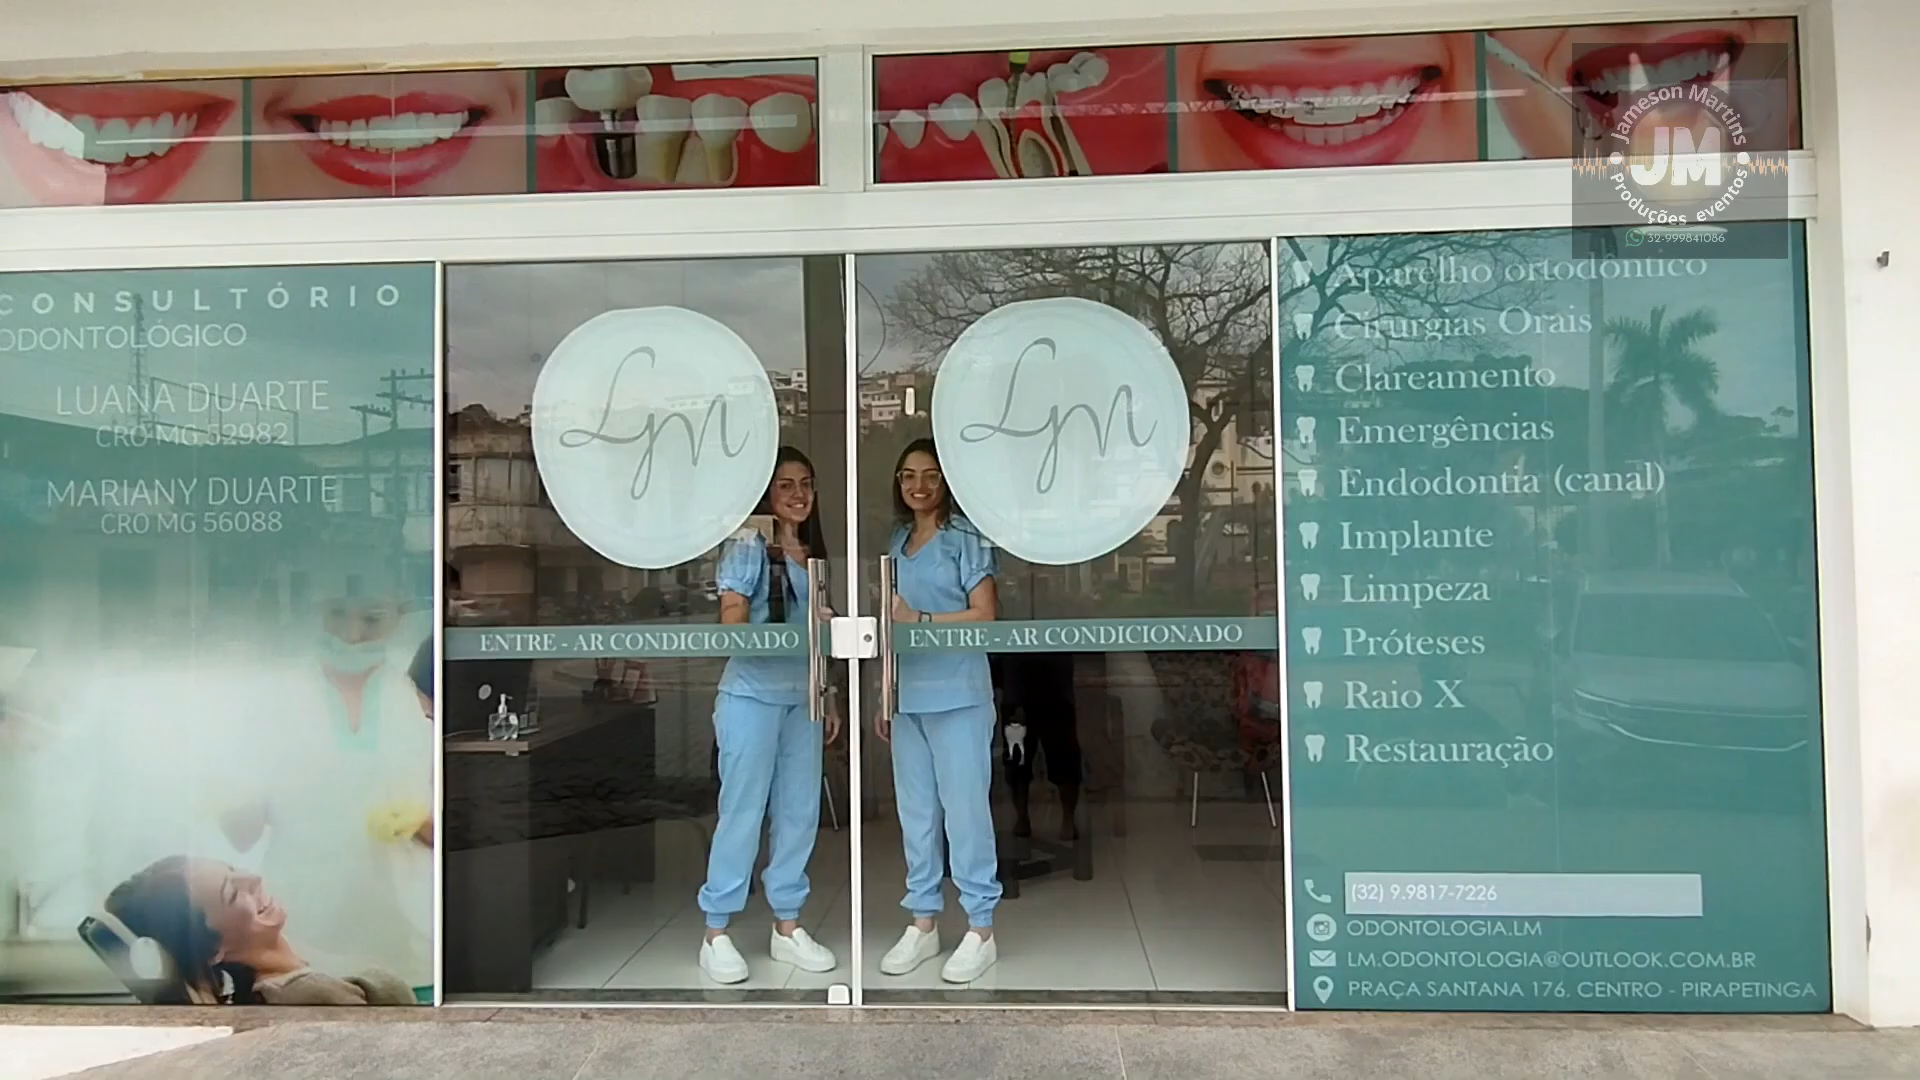 Jameson Martins
JM
Produções eventos
32-999841086
CONSULTÓRIO
ODONTOLÓGICO
LUANA DUARTE
CRO MG 52982
MARIANY DUARTE
CRO MG 56088
LM
LM
ENTRE - AR CONDICIONADO
ENTRE - AR CONDICIONADO
Aparelho ortodôntico
Cirurgias Orais
Clareamento
Emergências
Endodontia (canal)
Implante
Limpeza
Próteses
Raio X
Restauração
(32) 9.9817-7226
ODONTOLOGIA.LM
LM.ODONTOLOGIA@OUTLOOK.COM.BR
PRAÇA SANTANA 176, CENTRO - PIRAPETINGA